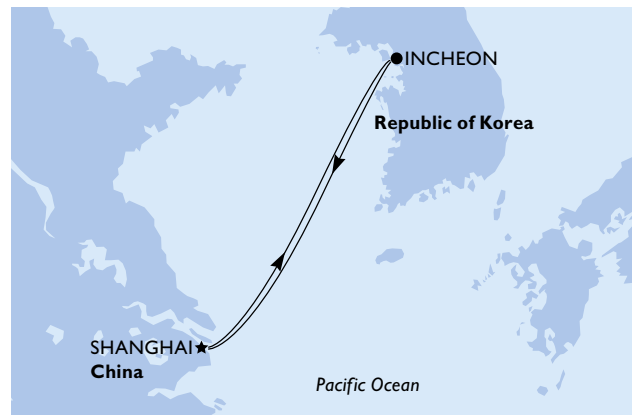 INCHEON
Republic of Korea
SHANGHAI
China
Pacific Ocean